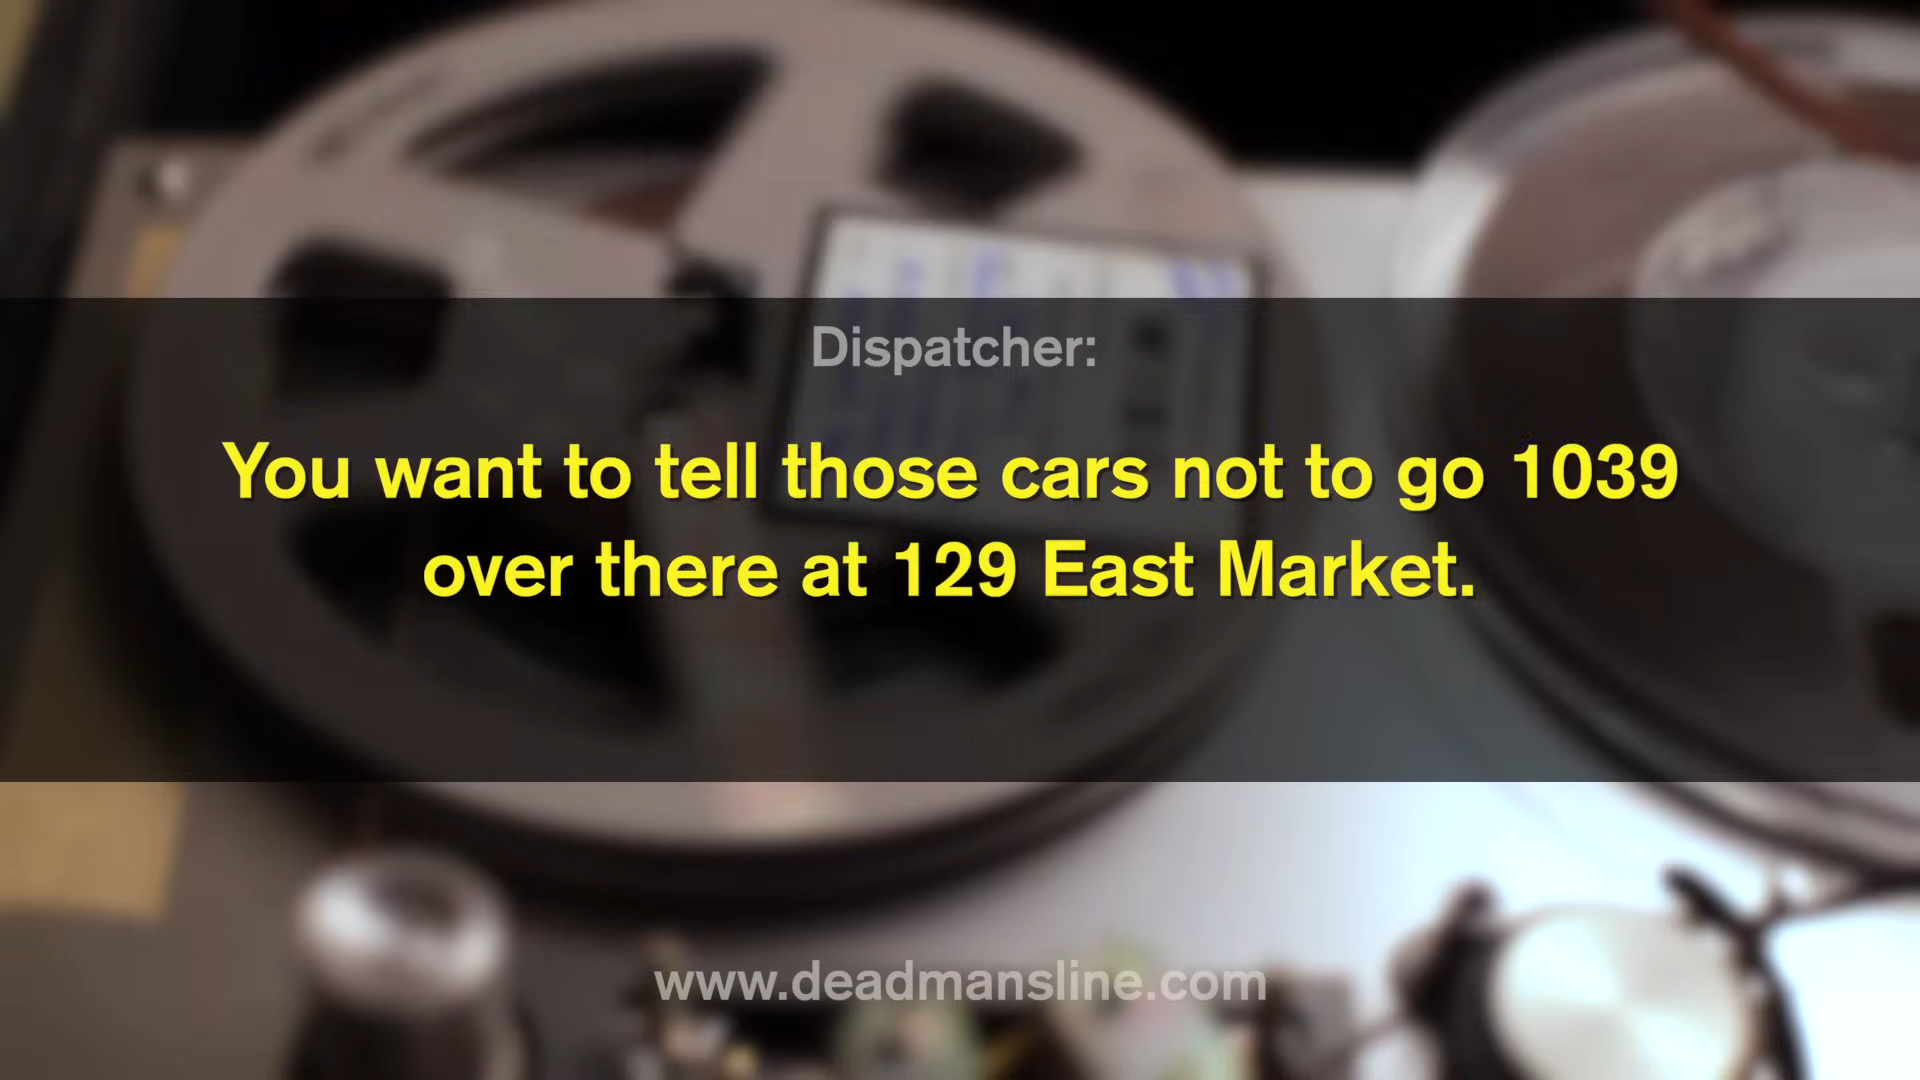 Dispatcher:
You want to tell those cars not to go 1039
over there at 129 East Market.
www.deadmansline.com